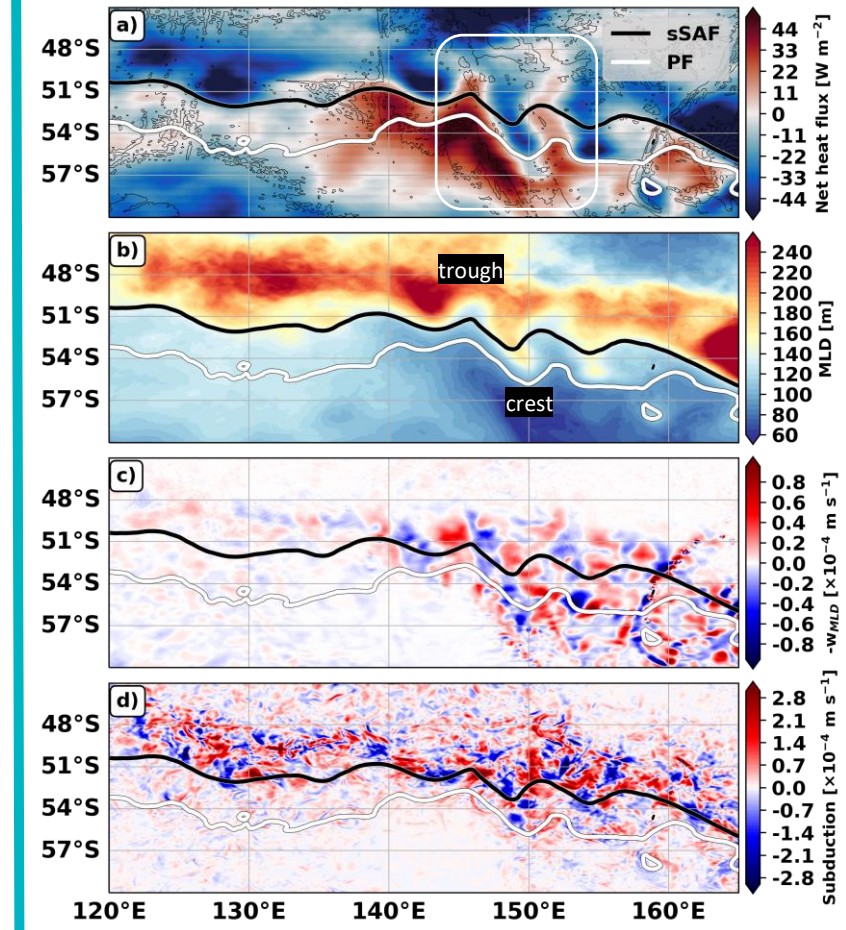 a)
sSAF
PF
48°S
51°S
54°S
57°S
44
33
22
11
0
-11
-22
-33
-44
Net heat flux [W m⁻²]
b)
trough
crest
48°S
51°S
54°S
57°S
240
220
200
180
160
140
120
100
80
60
MLD [m]
c)
48°S
51°S
54°S
57°S
0.8
0.6
0.4
0.2
0.0
-0.2
-0.4
-0.6
-0.8
-w_MLD [×10⁻⁴ m s⁻¹]
d)
48°S
51°S
54°S
57°S
2.8
2.1
1.4
0.7
0.0
-0.7
-1.4
-2.1
-2.8
Subduction [×10⁻⁴ m s⁻¹]
120°E 130°E 140°E 150°E 160°E